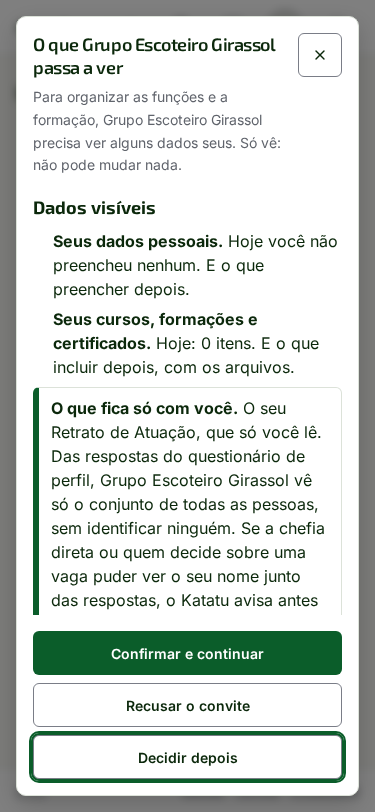 O que Grupo Escoteiro Girassol
passa a ver
Para organizar as funções e a
formação, Grupo Escoteiro Girassol
precisa ver alguns dados seus. Só vê:
não pode mudar nada.
Dados visíveis
Seus dados pessoais. Hoje você não
preencheu nenhum. E o que
preencher depois.
Seus cursos, formações e
certificados. Hoje: 0 itens. E o que
incluir depois, com os arquivos.
O que fica só com você. O seu
Retrato de Atuação, que só você lê.
Das respostas do questionário de
perfil, Grupo Escoteiro Girassol vê
só o conjunto de todas as pessoas,
sem identificar ninguém. Se a chefia
direta ou quem decide sobre uma
vaga puder ver o seu nome junto
das respostas, o Katatu avisa antes
Confirmar e continuar
Recusar o convite
Decidir depois